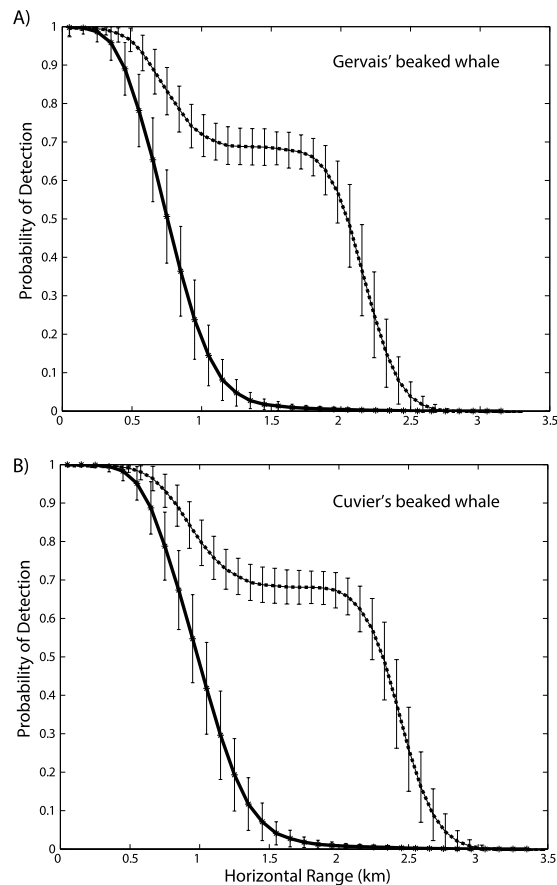 A)
Gervais' beaked whale
Probability of Detection
1
0.9
0.8
0.7
0.6
0.5
0.4
0.3
0.2
0.1
0
0 0.5 1 1.5 2 2.5 3 3.5
B)
Cuvier's beaked whale
Probability of Detection
1
0.9
0.8
0.7
0.6
0.5
0.4
0.3
0.2
0.1
0
0 0.5 1 1.5 2 2.5 3 3.5
Horizontal Range (km)